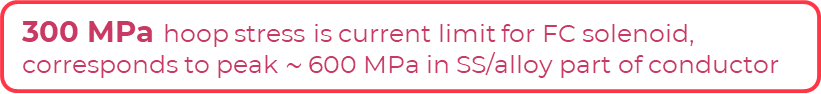 300 MPa hoop stress is current limit for FC solenoid,
corresponds to peak ~ 600 MPa in SS/alloy part of conductor